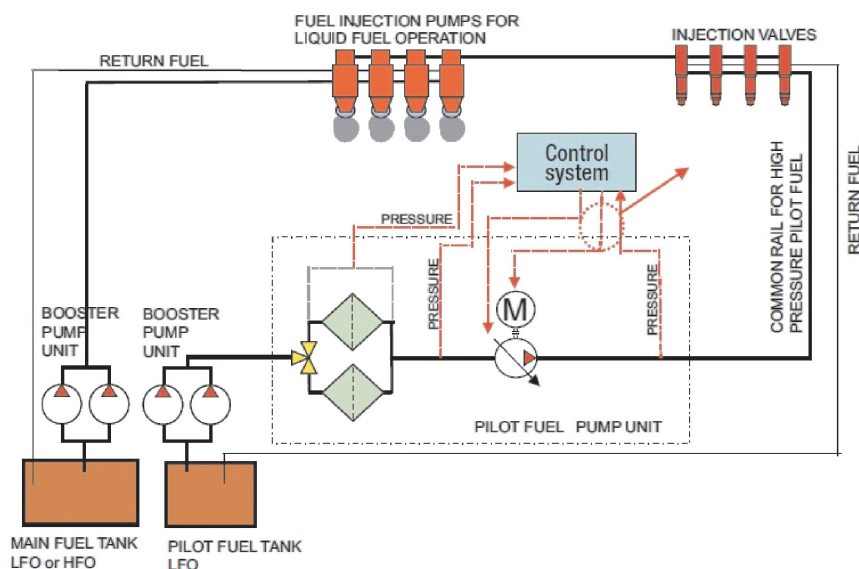 FUEL INJECTION PUMPS FOR
LIQUID FUEL OPERATION
INJECTION VALVES
RETURN FUEL
Control
system
PRESSURE
PRESSURE
PRESSURE
COMMON RAIL FOR HIGH
PRESSURE PILOT FUEL
RETURN FUEL
BOOSTER
PUMP
UNIT
BOOSTER
PUMP
UNIT
M
PILOT FUEL PUMP UNIT
MAIN FUEL TANK
LFO or HFO
PILOT FUEL TANK
LFO